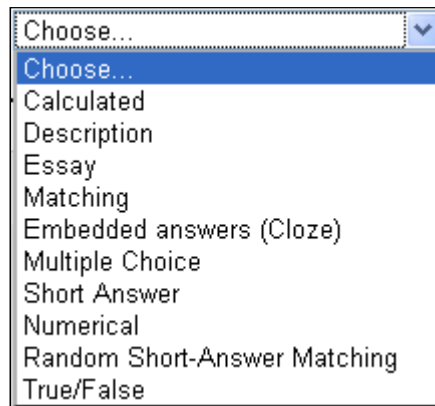 Choose...
Choose...
Calculated
Description
Essay
Matching
Embedded answers (Cloze)
Multiple Choice
Short Answer
Numerical
Random Short-Answer Matching
True/False